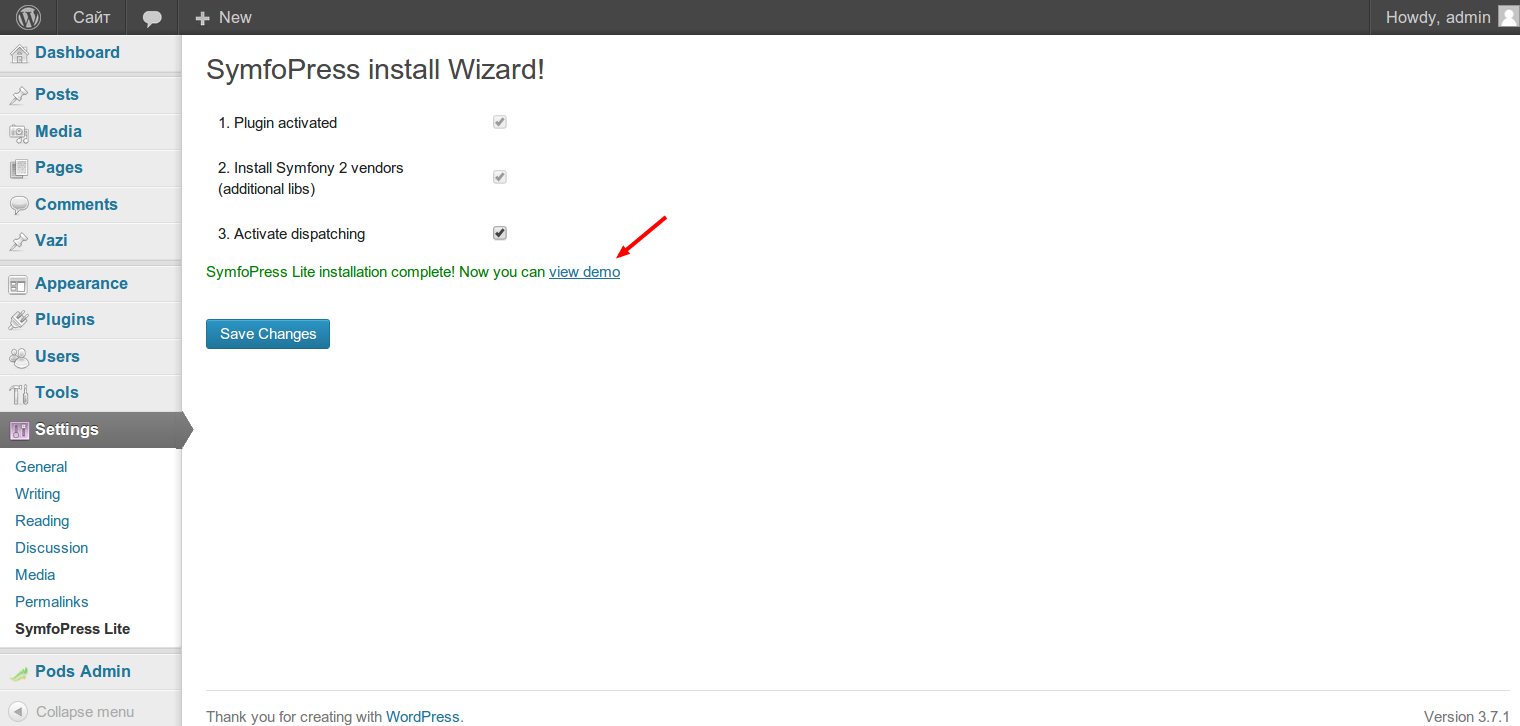 Сайт
New
Howdy, admin
Dashboard
Posts
Media
Pages
Comments
Vazi
Appearance
Plugins
Users
Tools
Settings
General
Writing
Reading
Discussion
Media
Permalinks
SymfoPress Lite
Pods Admin
Collapse menu
SymfoPress install Wizard!
1. Plugin activated
2. Install Symfony 2 vendors
(additional libs)
3. Activate dispatching
SymfoPress Lite installation complete! Now you can view demo
Save Changes
Thank you for creating with WordPress.
Version 3.7.1